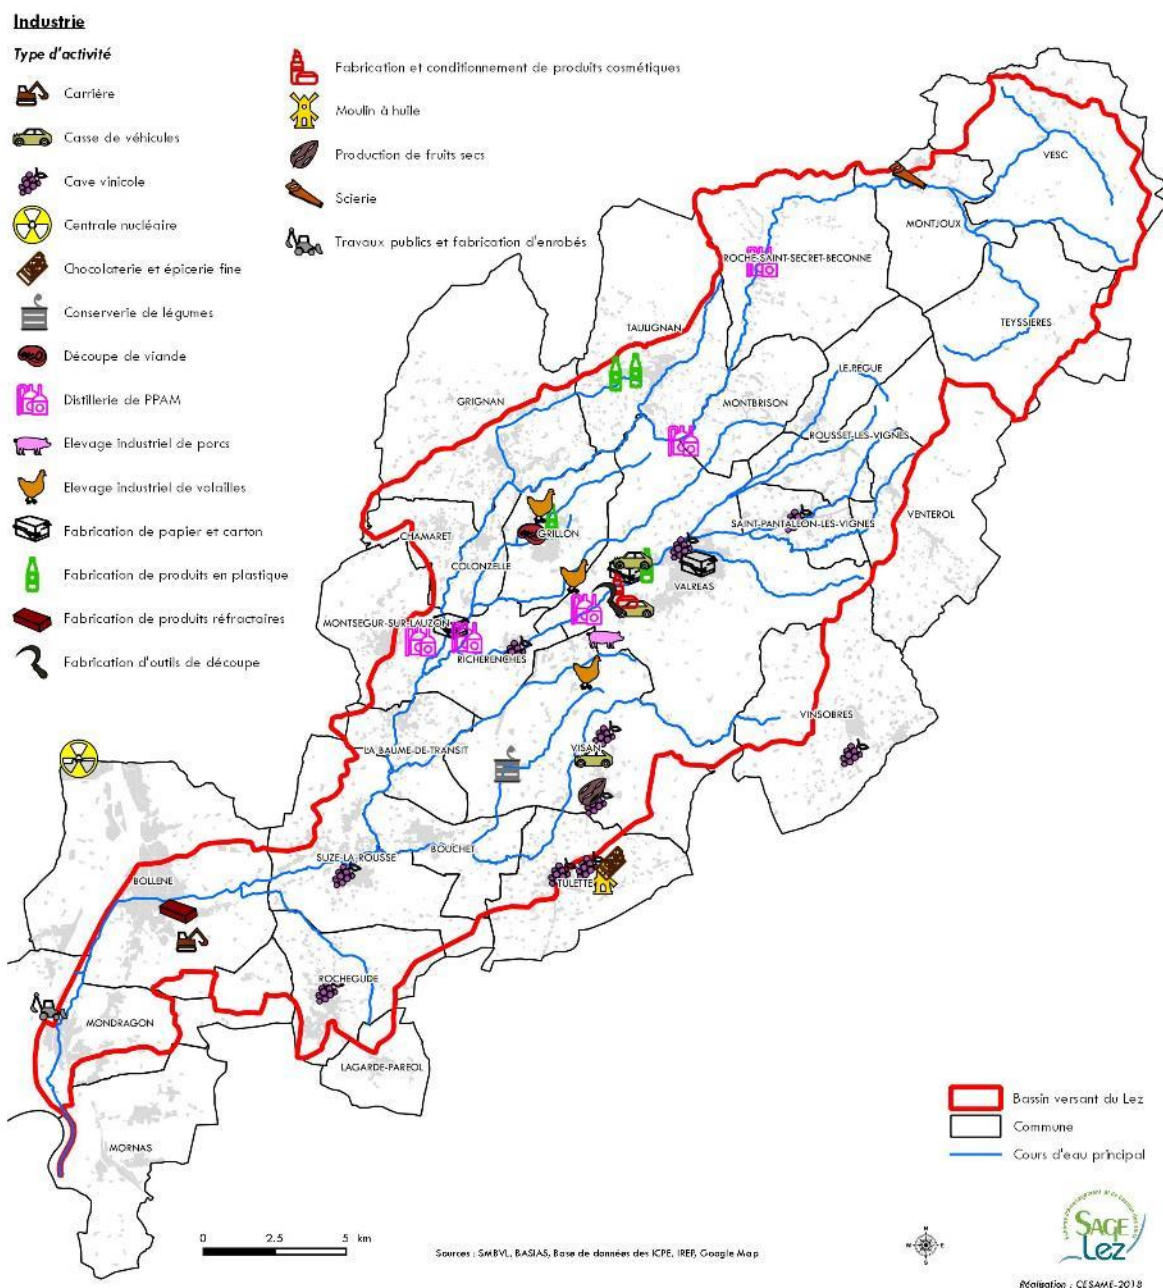 Industrie
Type d'activité
Carrière
Casse de véhicules
Cave vinicole
Centrale nucléaire
Chocolaterie et épicerie fine
Conserverie de légumes
Découpe de viande
Distillerie de PPAM
Elevage industriel de porcs
Elevage industriel de volailles
Fabrication de papier et carton
Fabrication de produits en plastique
Fabrication de produits réfractaires
Fabrication d'outils de découpe
Fabrication et conditionnement de produits cosmétiques
Moulin à huile
Production de fruits secs
Scierie
Travaux publics et fabrication d'enrobés
VESC
MONTJOUX
ROCHE-SAINT-SECRET-BECONNE
TEYSSIERES
TAULIGNAN
LE-PEGUE
GRIGNAN
MONTBRISON
ROUSSET-LES-VIGNES
VENTEROL
SAINT-PANTALLON-LES-VIGNES
CHAMARET
GRILLON
COLONZELLE
VALREAS
MONTSEGUR-SUR-LAUZON
RICHERENCHES
VINSOBRES
LA BAUME-DE-TRANSIT
VISAN
BOUCHET
SUZE-LA-ROUSSE
TULETTE
BOLLENE
ROCHEGUDE
MONDRAGON
LAGARDE-PAREOL
MORNAS
Bassin versant du Lez
Commune
Cours d'eau principal
0 2.5 5 km
Sources : SMBVL, BASIAS, Base de données des ICPE, IREP, Google Map
N
W E
S
SAGE
Lez
Réalisation : CESAME-2018